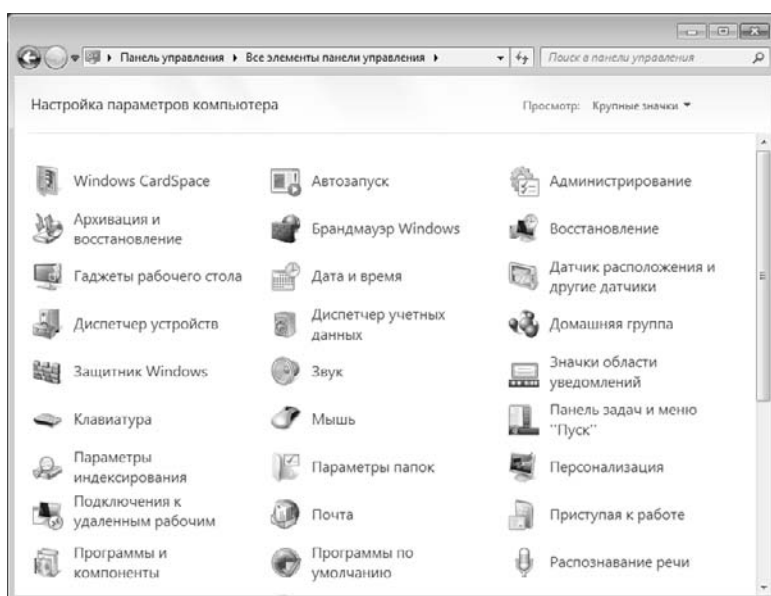 Панель управления ▸ Все элементы панели управления ▸
Поиск в панели управления
Настройка параметров компьютера
Просмотр: Крупные значки
Windows CardSpace
Автозапуск
Администрирование
Архивация и
восстановление
Брандмауэр Windows
Восстановление
Гаджеты рабочего стола
Дата и время
Датчик расположения и
другие датчики
Диспетчер устройств
Диспетчер учетных
данных
Домашняя группа
Защитник Windows
Звук
Значки области
уведомлений
Клавиатура
Мышь
Панель задач и меню
"Пуск"
Параметры
индексирования
Параметры папок
Персонализация
Подключения к
удаленным рабочим
Почта
Приступая к работе
Программы и
компоненты
Программы по
умолчанию
Распознавание речи